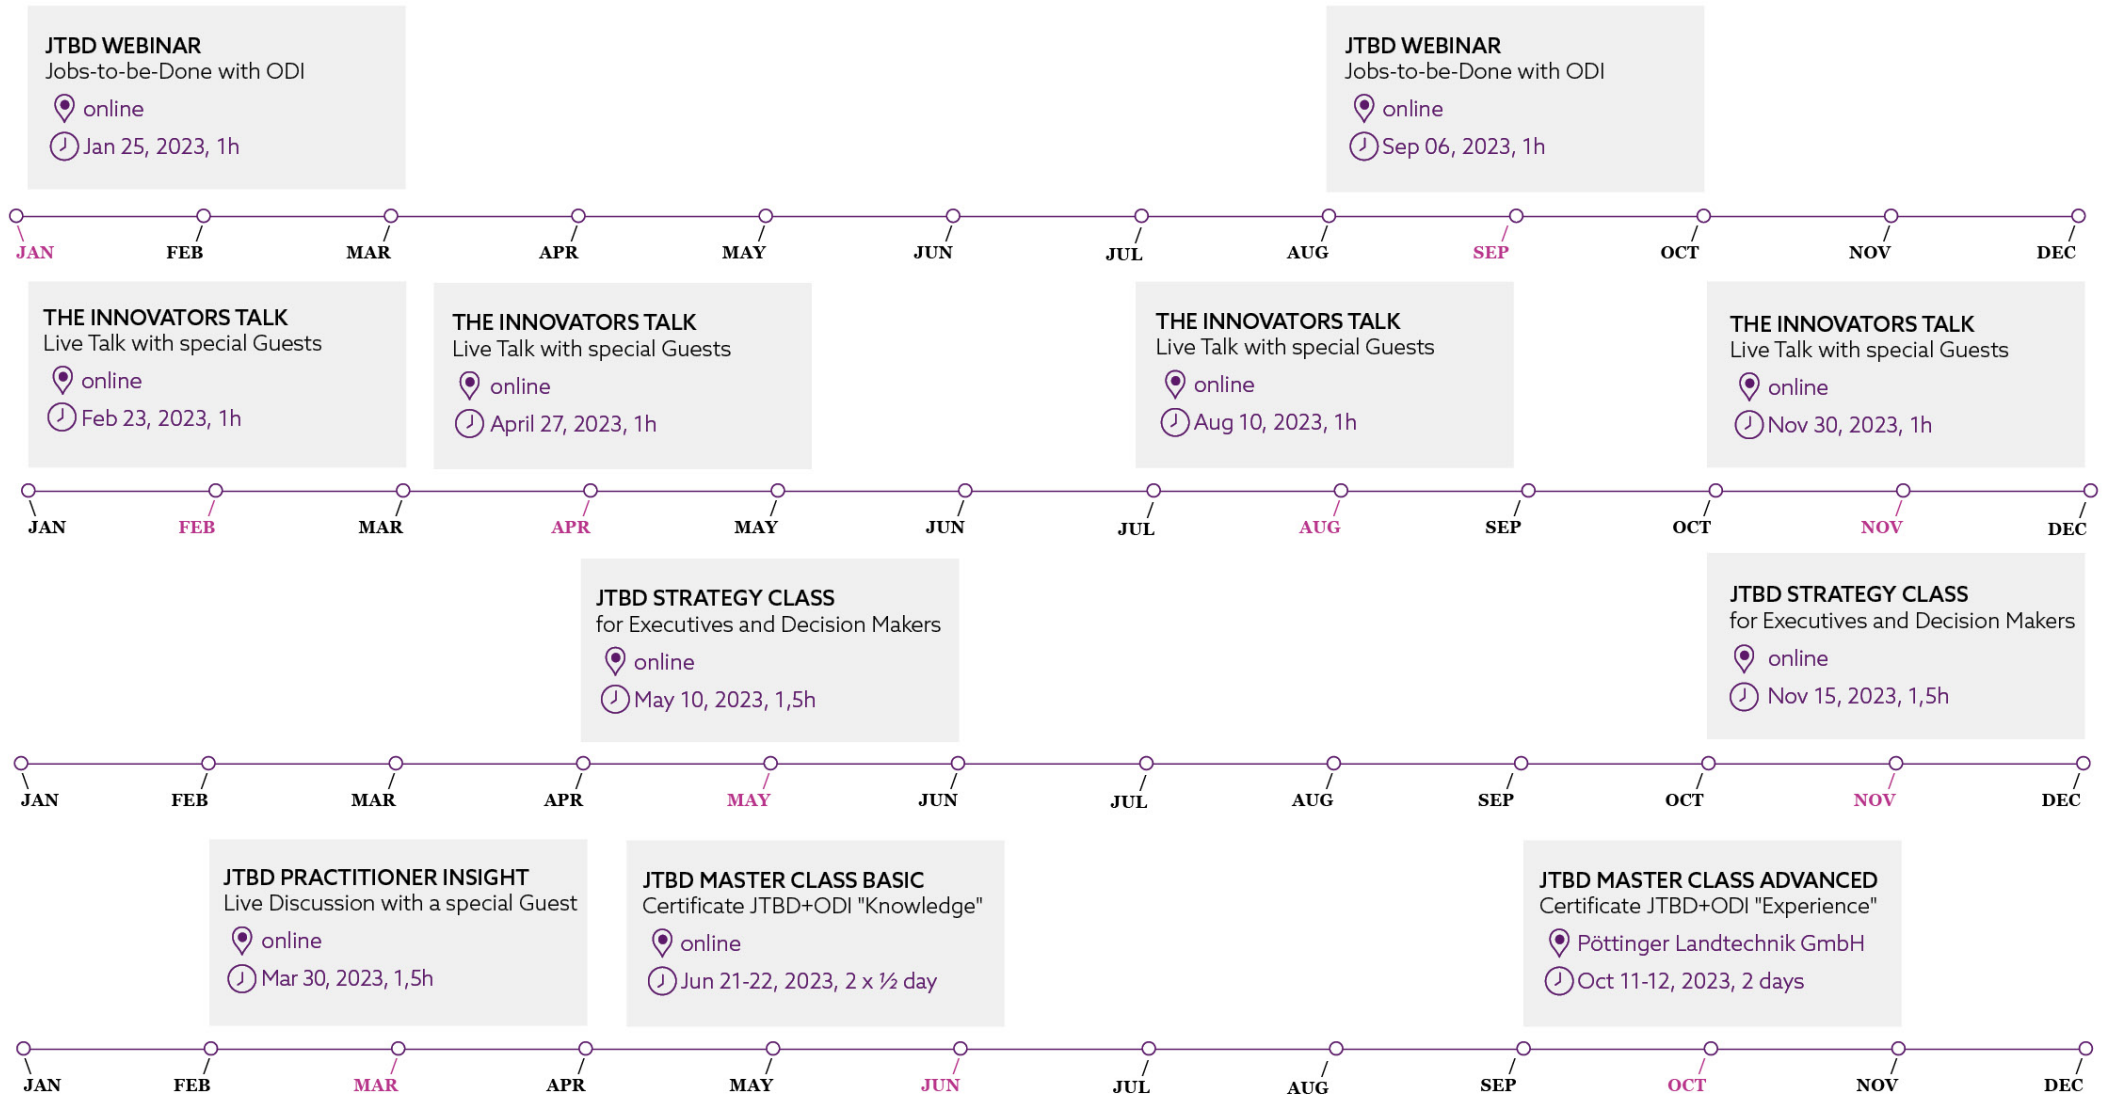 JTBD WEBINAR
Jobs-to-be-Done with ODI
online
Jan 25, 2023, 1h
JTBD WEBINAR
Jobs-to-be-Done with ODI
online
Sep 06, 2023, 1h
JAN FEB MAR APR MAY JUN JUL AUG SEP OCT NOV DEC
THE INNOVATORS TALK
Live Talk with special Guests
online
Feb 23, 2023, 1h
THE INNOVATORS TALK
Live Talk with special Guests
online
April 27, 2023, 1h
THE INNOVATORS TALK
Live Talk with special Guests
online
Aug 10, 2023, 1h
THE INNOVATORS TALK
Live Talk with special Guests
online
Nov 30, 2023, 1h
JAN FEB MAR APR MAY JUN JUL AUG SEP OCT NOV DEC
JTBD STRATEGY CLASS
for Executives and Decision Makers
online
May 10, 2023, 1,5h
JTBD STRATEGY CLASS
for Executives and Decision Makers
online
Nov 15, 2023, 1,5h
JAN FEB MAR APR MAY JUN JUL AUG SEP OCT NOV DEC
JTBD PRACTITIONER INSIGHT
Live Discussion with a special Guest
online
Mar 30, 2023, 1,5h
JTBD MASTER CLASS BASIC
Certificate JTBD+ODI "Knowledge"
online
Jun 21-22, 2023, 2 x ½ day
JTBD MASTER CLASS ADVANCED
Certificate JTBD+ODI "Experience"
Pöttinger Landtechnik GmbH
Oct 11-12, 2023, 2 days
JAN FEB MAR APR MAY JUN JUL AUG SEP OCT NOV DEC